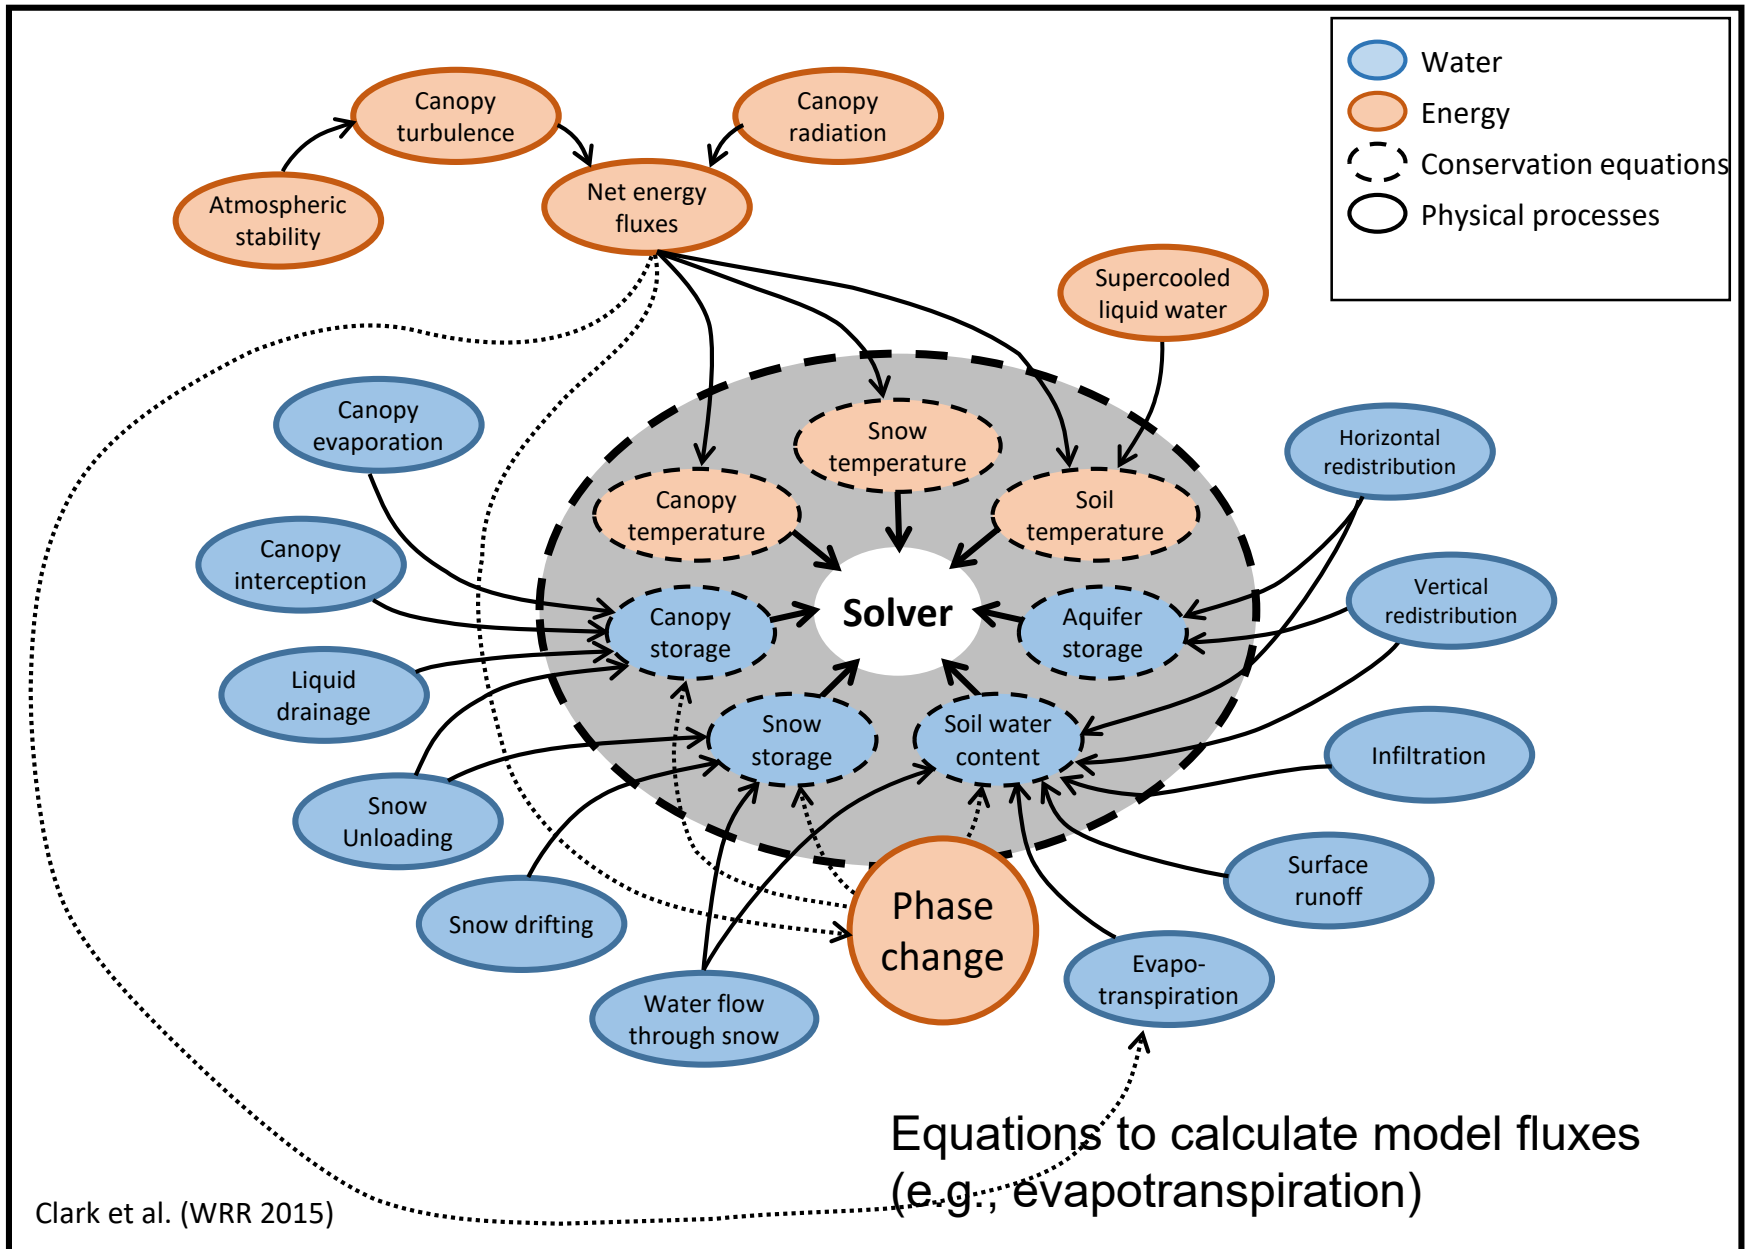 Water
Energy
Conservation equations
Physical processes
Canopy
turbulence
Canopy
radiation
Atmospheric
stability
Net energy
fluxes
Supercooled
liquid water
Canopy
evaporation
Snow
temperature
Horizontal
redistribution
Canopy
temperature
Soil
temperature
Canopy
interception
Vertical
redistribution
Solver
Canopy
storage
Aquifer
storage
Liquid
drainage
Snow
storage
Soil water
content
Infiltration
Snow
Unloading
Surface
runoff
Snow drifting
Phase
change
Evapo-
transpiration
Water flow
through snow
Equations to calculate model fluxes
(e.g., evapotranspiration)
Clark et al. (WRR 2015)